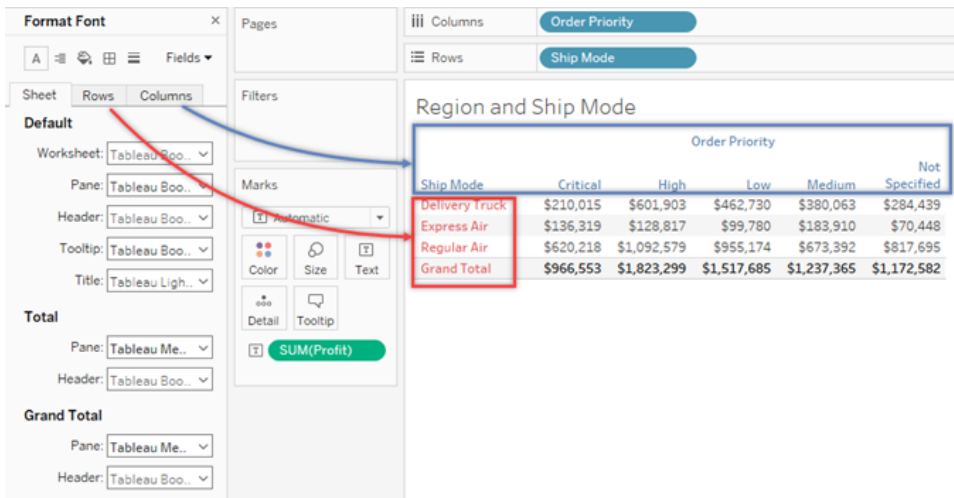 Format Font ×
A Fields
Sheet Rows Columns
Default
Worksheet: Tableau Boo..
Pane: Tableau Boo..
Header: Tableau Boo..
Tooltip: Tableau Boo..
Title: Tableau Ligh..
Total
Pane: Tableau Me..
Header: Tableau Boo..
Grand Total
Pane: Tableau Me..
Header: Tableau Boo..
Pages
Filters
Marks
T Automatic
Color Size Text
Detail Tooltip
T SUM(Profit)
Columns Order Priority
Rows Ship Mode
Region and Ship Mode
Order Priority
Ship Mode Critical High Low Medium Not Specified
Delivery Truck $210,015 $601,903 $462,730 $380,063 $284,439
Express Air $136,319 $128,817 $99,780 $183,910 $70,448
Regular Air $620,218 $1,092,579 $955,174 $673,392 $817,695
Grand Total $966,553 $1,823,299 $1,517,685 $1,237,365 $1,172,582